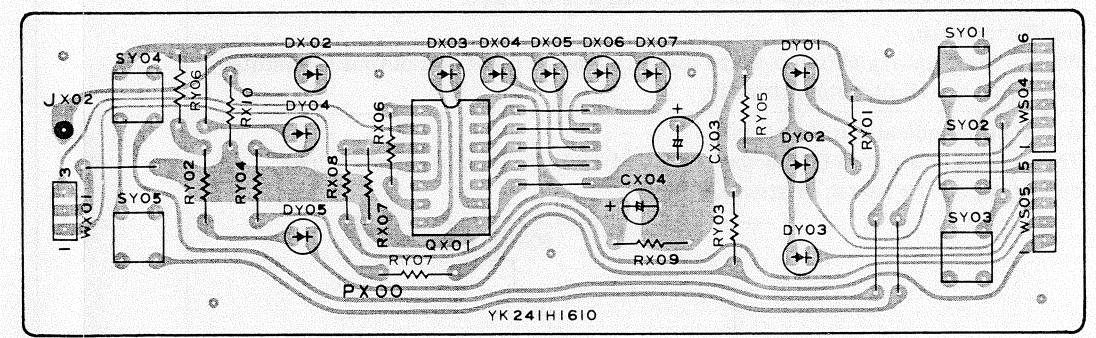 DX02 DX03 DX04 DX05 DX06 DX07 DY01 SY01
SY04
6
JX02 RY06 RX10 DY04 RX06 + CX03 RY05 RY01 WS04
DY02 SY02
1
3 RY02 RY04 RX08 CX04 5
WX01 SY05 DY05 RX07 + RY03 SY03 WS05
1 QX01 DY03 1
RY07 RX09
PX00
YK241H1610